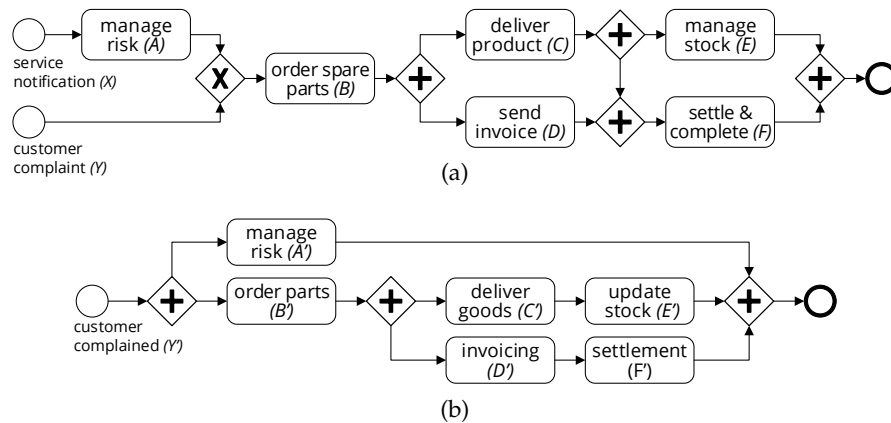 manage
risk (A)
service
notification (X)
customer
complaint (Y)
X
order spare
parts (B)
deliver
product (C)
send
invoice (D)
manage
stock (E)
settle &
complete (F)
(a)
manage
risk (A')
customer
complained (Y')
order parts
(B')
deliver
goods (C')
update
stock (E')
invoicing
(D')
settlement
(F')
(b)